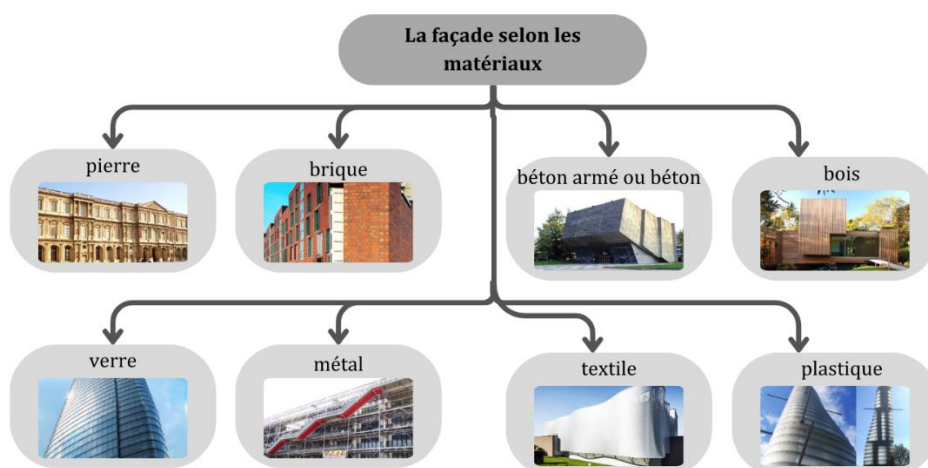 La façade selon les
matériaux
pierre
brique
béton armé ou béton
bois
verre
métal
textile
plastique